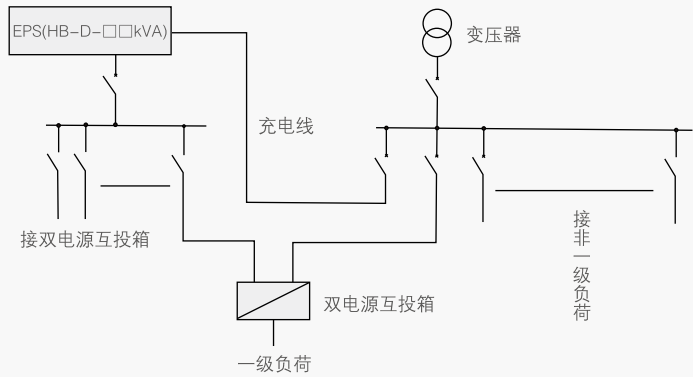 EPS(HB-D-□□kVA)
变压器
充电线
接双电源互投箱
双电源互投箱
一级负荷
接非一级负荷